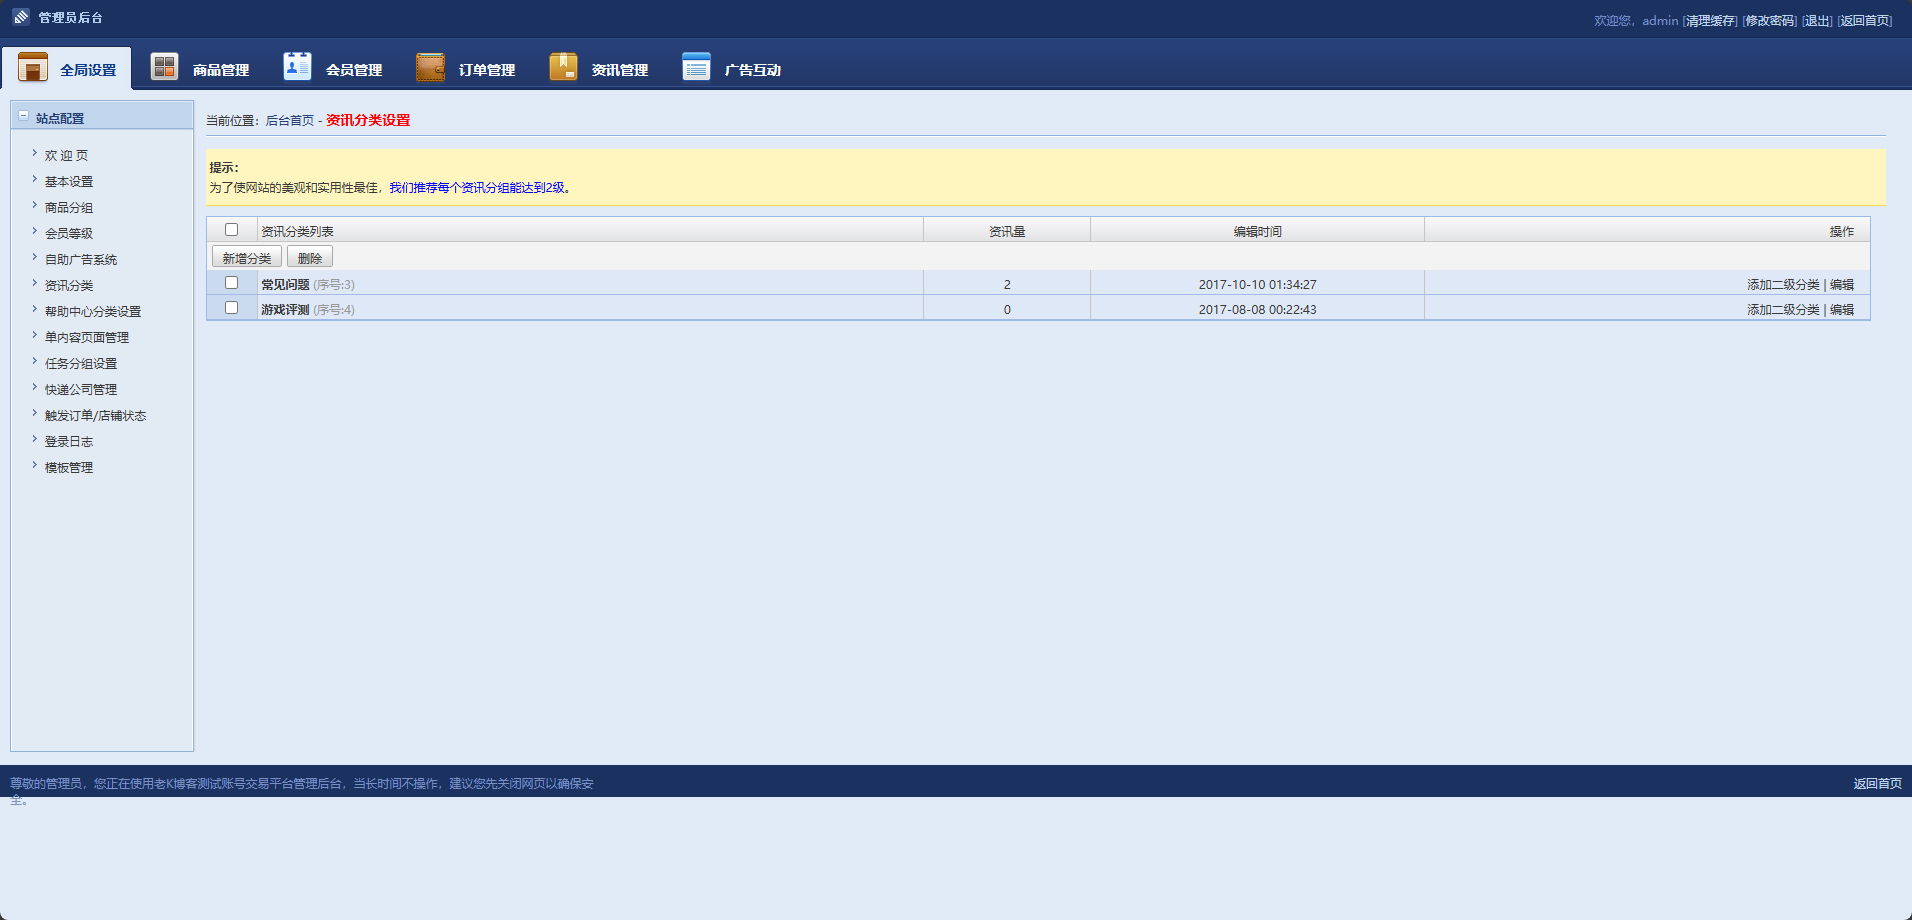 管理员后台
欢迎您，admin [清理缓存] [修改密码] [退出] [返回首页]
全局设置 商品管理 会员管理 订单管理 资讯管理 广告互动
站点配置
欢 迎 页
基本设置
商品分组
会员等级
自助广告系统
资讯分类
帮助中心分类设置
单内容页面管理
任务分组设置
快递公司管理
触发订单/店铺状态
登录日志
模板管理
当前位置：后台首页 - 资讯分类设置
提示：
为了使网站的美观和实用性最佳，我们推荐每个资讯分组能达到2级。
资讯分类列表 资讯量 编辑时间 操作
新增分类 删除
常见问题 (序号:3) 2 2017-10-10 01:34:27 添加二级分类 | 编辑
游戏评测 (序号:4) 0 2017-08-08 00:22:43 添加二级分类 | 编辑
尊敬的管理员，您正在使用老K博客测试账号交易平台管理后台，当长时间不操作，建议您先关闭网页以确保安
全。
返回首页